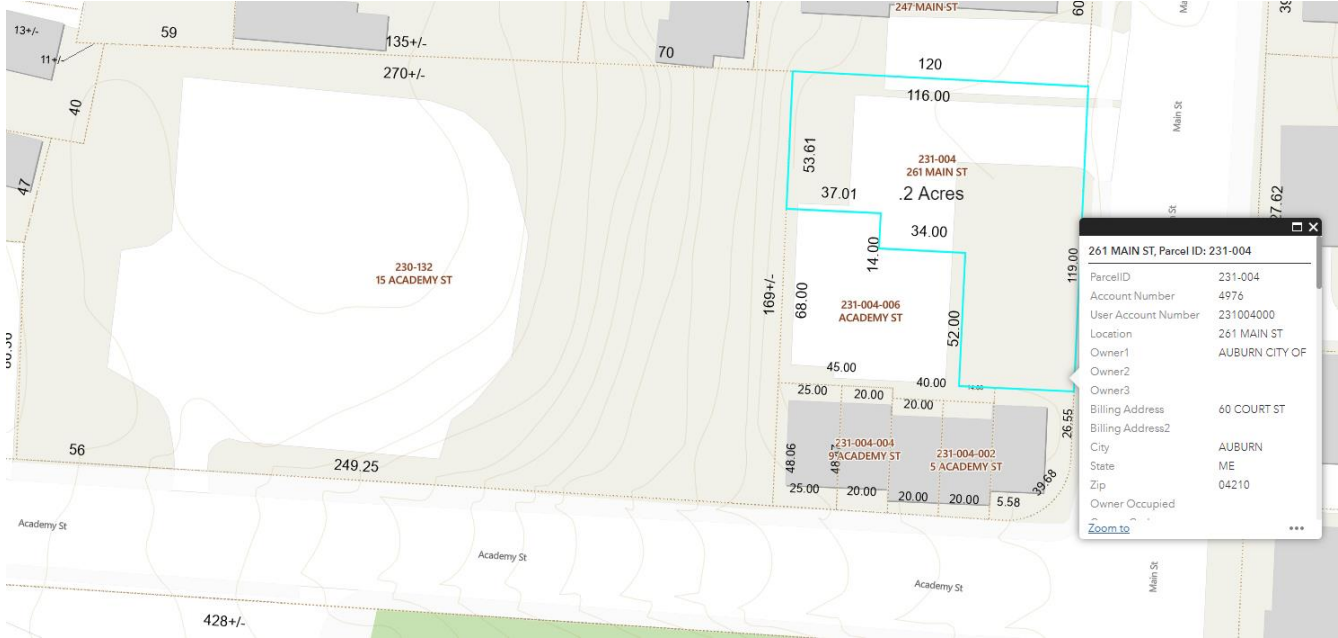 247 MAIN ST
60
Main St
13+/-
59
135+/-
11+/-
70
270+/-
120
116.00
40
Main St
53.61
231-004
261 MAIN ST
.2 Acres
47
37.01
34.00
27.62
14.00
119.00
169+/-
230-132
15 ACADEMY ST
68.00
231-004-006
ACADEMY ST
52.00
45.00
40.00
25.00
20.00
20.00
26.55
48.06
231-004-004
9 ACADEMY ST
231-004-002
5 ACADEMY ST
39.68
56
249.25
25.00
20.00
20.00
20.00
5.58
Academy St
Academy St
Academy St
Main St
428+/-
261 MAIN ST, Parcel ID: 231-004
ParcelID 231-004
Account Number 4976
User Account Number 231004000
Location 261 MAIN ST
Owner1 AUBURN CITY OF
Owner2
Owner3
Billing Address 60 COURT ST
Billing Address2
City AUBURN
State ME
Zip 04210
Owner Occupied
Zoom to